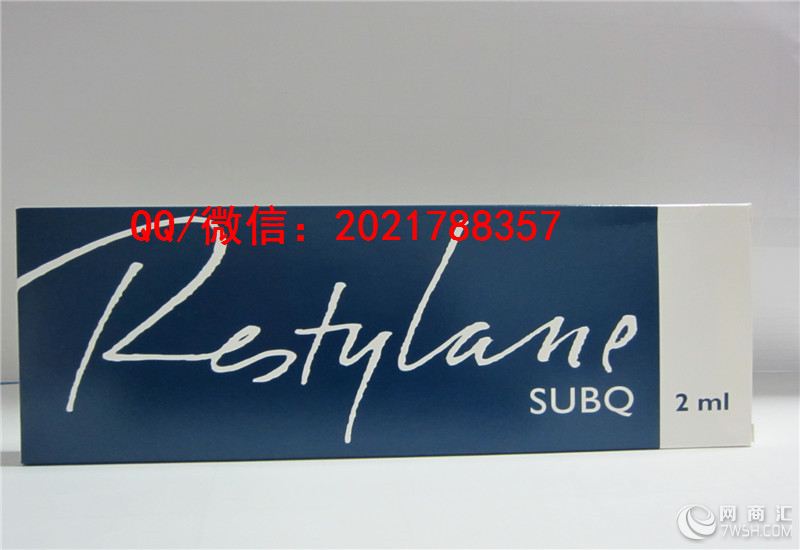 QQ/微信：2021788357
Restylane
SUBQ
2 ml
网商汇
7WSH.COM